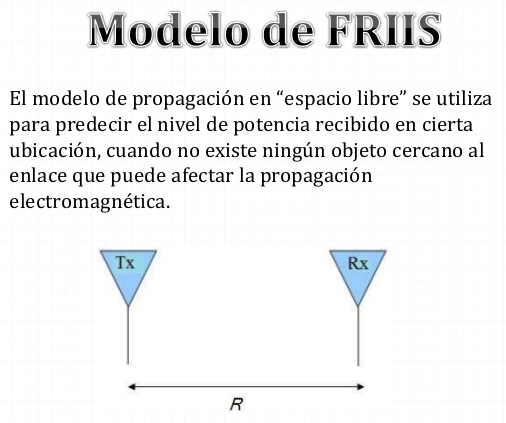 Modelo de FRIIS
El modelo de propagación en “espacio libre” se utiliza
para predecir el nivel de potencia recibido en cierta
ubicación, cuando no existe ningún objeto cercano al
enlace que puede afectar la propagación
electromagnética.
Tx
Rx
R